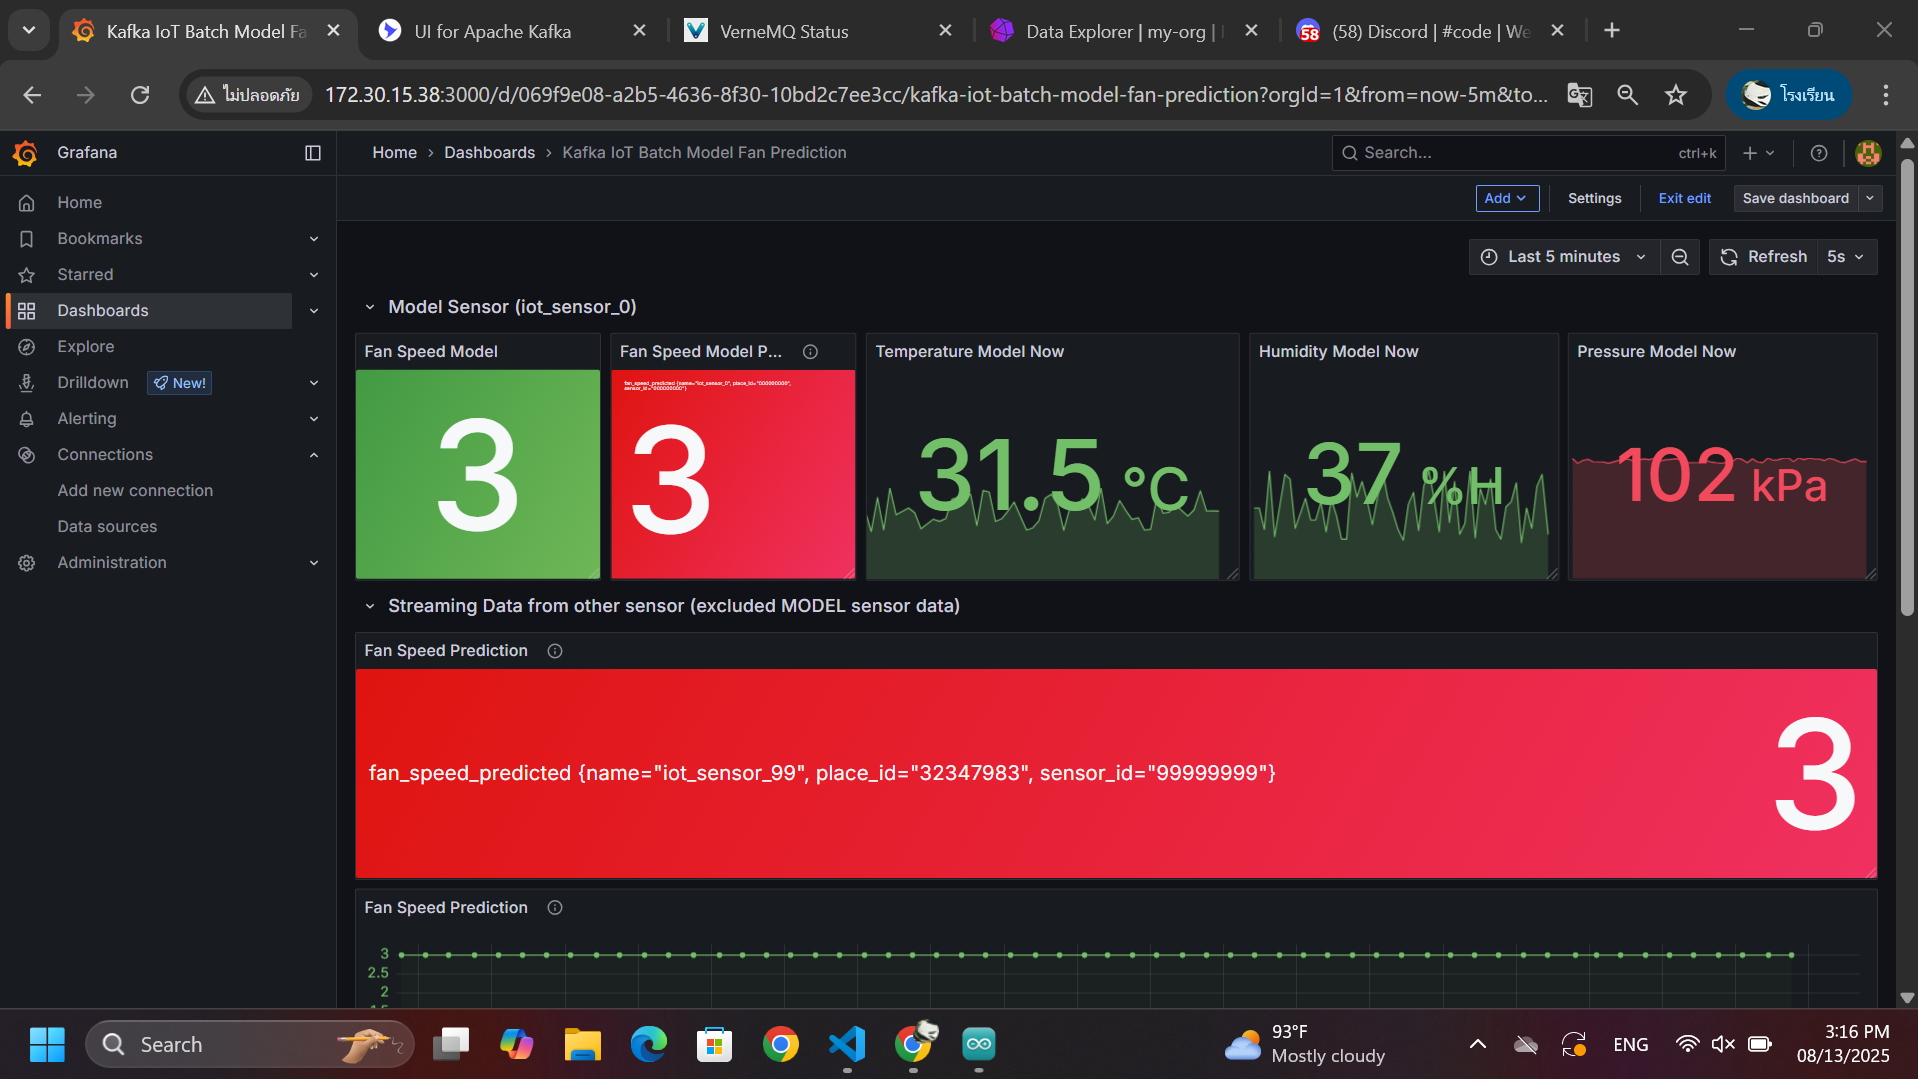 Kafka IoT Batch Model Fa
UI for Apache Kafka
VerneMQ Status
Data Explorer | my-org |
58
(58) Discord | #code | We
ไม่ปลอดภัย
172.30.15.38:3000/d/069f9e08-a2b5-4636-8f30-10bd2c7ee3cc/kafka-iot-batch-model-fan-prediction?orgId=1&from=now-5m&to...
โรงเรียน
Grafana
Home › Dashboards › Kafka IoT Batch Model Fan Prediction
Search...
ctrl+k
Add
Settings
Exit edit
Save dashboard
Home
Bookmarks
Starred
Dashboards
Explore
Drilldown
New!
Alerting
Connections
Add new connection
Data sources
Administration
Last 5 minutes
Refresh
5s
Model Sensor (iot_sensor_0)
Fan Speed Model
3
Fan Speed Model P...
fan_speed_predicted {name="iot_sensor_0", place_id="000000000",
sensor_id="000000000"}
3
Temperature Model Now
31.5 °C
Humidity Model Now
37 %H
Pressure Model Now
102 kPa
Streaming Data from other sensor (excluded MODEL sensor data)
Fan Speed Prediction
fan_speed_predicted {name="iot_sensor_99", place_id="32347983", sensor_id="99999999"}
3
Fan Speed Prediction
3
2.5
2
Search
93°F
Mostly cloudy
ENG
3:16 PM
08/13/2025